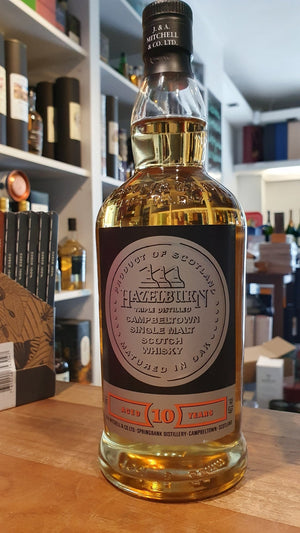 J. & A.
MITCHELL
& CO. LTD.
PRODUCT OF SCOTLAND
HAZELBURN
TRIPLE DISTILLED
CAMPBELTOWN
SINGLE MALT
SCOTCH
WHISKY
MATURED IN OAK
AGED 10 YEARS
SPRINGBANK DISTILLERY · CAMPBELTOWN · SCOTLAND